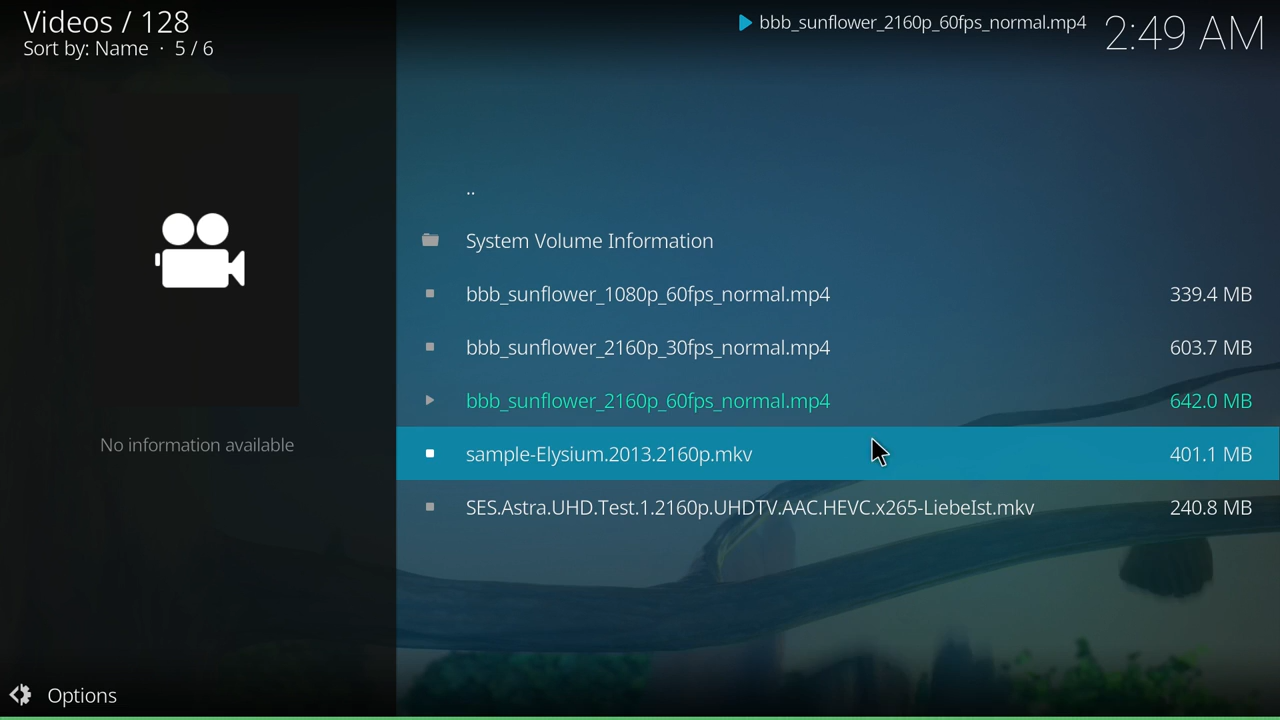 Videos / 128
Sort by: Name · 5 / 6
bbb_sunflower_2160p_60fps_normal.mp4
2:49 AM
..
System Volume Information
bbb_sunflower_1080p_60fps_normal.mp4 339.4 MB
bbb_sunflower_2160p_30fps_normal.mp4 603.7 MB
bbb_sunflower_2160p_60fps_normal.mp4 642.0 MB
sample-Elysium.2013.2160p.mkv 401.1 MB
SES.Astra.UHD.Test.1.2160p.UHDTV.AAC.HEVC.x265-LiebeIst.mkv 240.8 MB
No information available
Options